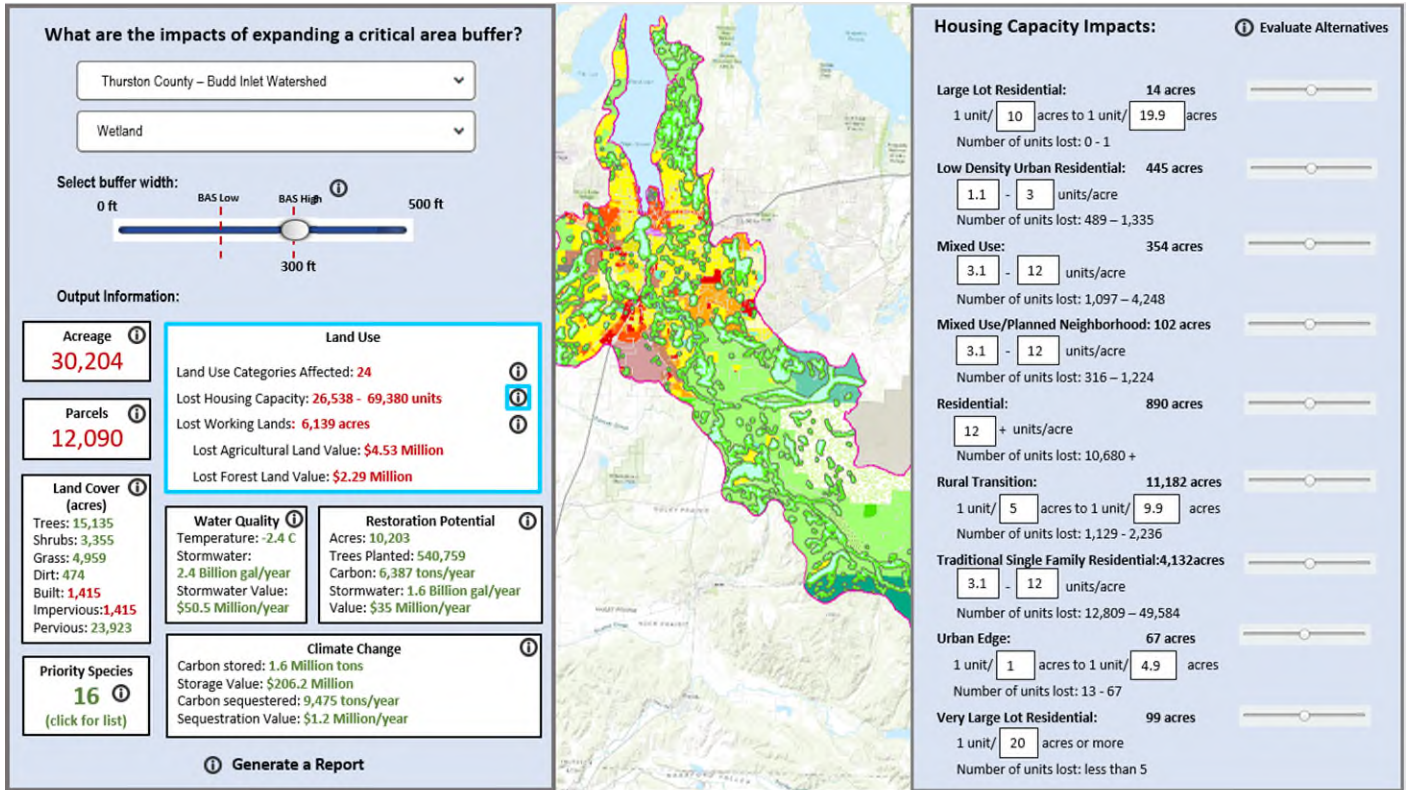 What are the impacts of expanding a critical area buffer?
Thurston County – Budd Inlet Watershed
Wetland
Select buffer width:
0 ft
BAS Low
BAS High
500 ft
300 ft
Output Information:
Acreage
30,204
Parcels
12,090
Land Cover
(acres)
Trees: 15,135
Shrubs: 3,355
Grass: 4,959
Dirt: 474
Built: 1,415
Impervious:1,415
Pervious: 23,923
Priority Species
16
(click for list)
Land Use
Land Use Categories Affected: 24
Lost Housing Capacity: 26,538 - 69,380 units
Lost Working Lands: 6,139 acres
Lost Agricultural Land Value: $4.53 Million
Lost Forest Land Value: $2.29 Million
Water Quality
Temperature: -2.4 C
Stormwater:
2.4 Billion gal/year
Stormwater Value:
$50.5 Million/year
Restoration Potential
Acres: 10,203
Trees Planted: 540,759
Carbon: 6,387 tons/year
Stormwater: 1.6 Billion gal/year
Value: $35 Million/year
Climate Change
Carbon stored: 1.6 Million tons
Storage Value: $206.2 Million
Carbon sequestered: 9,475 tons/year
Sequestration Value: $1.2 Million/year
Generate a Report
Housing Capacity Impacts:
Evaluate Alternatives
Large Lot Residential: 14 acres
1 unit/ 10 acres to 1 unit/ 19.9 acres
Number of units lost: 0 - 1
Low Density Urban Residential: 445 acres
1.1 - 3 units/acre
Number of units lost: 489 – 1,335
Mixed Use: 354 acres
3.1 - 12 units/acre
Number of units lost: 1,097 – 4,248
Mixed Use/Planned Neighborhood: 102 acres
3.1 - 12 units/acre
Number of units lost: 316 – 1,224
Residential: 890 acres
12 + units/acre
Number of units lost: 10,680 +
Rural Transition: 11,182 acres
1 unit/ 5 acres to 1 unit/ 9.9 acres
Number of units lost: 1,129 - 2,236
Traditional Single Family Residential:4,132acres
3.1 - 12 units/acre
Number of units lost: 12,809 – 49,584
Urban Edge: 67 acres
1 unit/ 1 acres to 1 unit/ 4.9 acres
Number of units lost: 13 - 67
Very Large Lot Residential: 99 acres
1 unit/ 20 acres or more
Number of units lost: less than 5